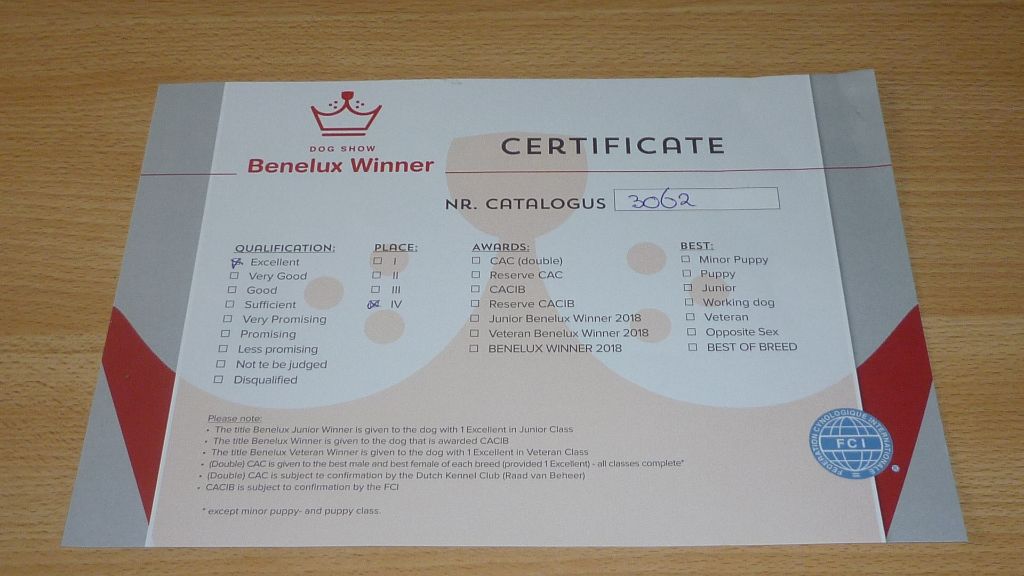 DOG SHOW
Benelux Winner
CERTIFICATE
NR. CATALOGUS 3062
QUALIFICATION:
Excellent
Very Good
Good
Sufficient
Very Promising
Promising
Less promising
Not te be judged
Disqualified
PLACE:
I
II
III
IV
AWARDS:
CAC (double)
Reserve CAC
CACIB
Reserve CACIB
Junior Benelux Winner 2018
Veteran Benelux Winner 2018
BENELUX WINNER 2018
BEST:
Minor Puppy
Puppy
Junior
Working dog
Veteran
Opposite Sex
BEST OF BREED
Please note:
• The title Benelux Junior Winner is given to the dog with 1 Excellent in Junior Class
• The title Benelux Winner is given to the dog that is awarded CACIB
• The title Benelux Veteran Winner is given to the dog with 1 Excellent in Veteran Class
• (Double) CAC is given to the best male and best female of each breed (provided 1 Excellent) - all classes complete*
• (Double) CAC is subject te confirmation by the Dutch Kennel Club (Raad van Beheer)
• CACIB is subject to confirmation by the FCI
* except minor puppy- and puppy class.
FEDERATION CYNOLOGIQUE INTERNATIONALE
FCI